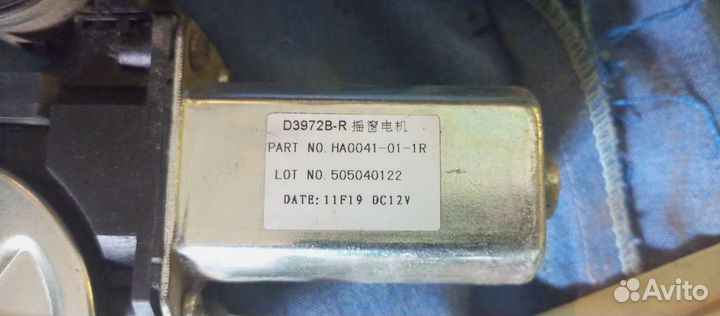 D3972B-R 摇窗电机
PART NO. HA0041-01-1R
LOT NO. 505040122
DATE: 11F19 DC12V
Avito